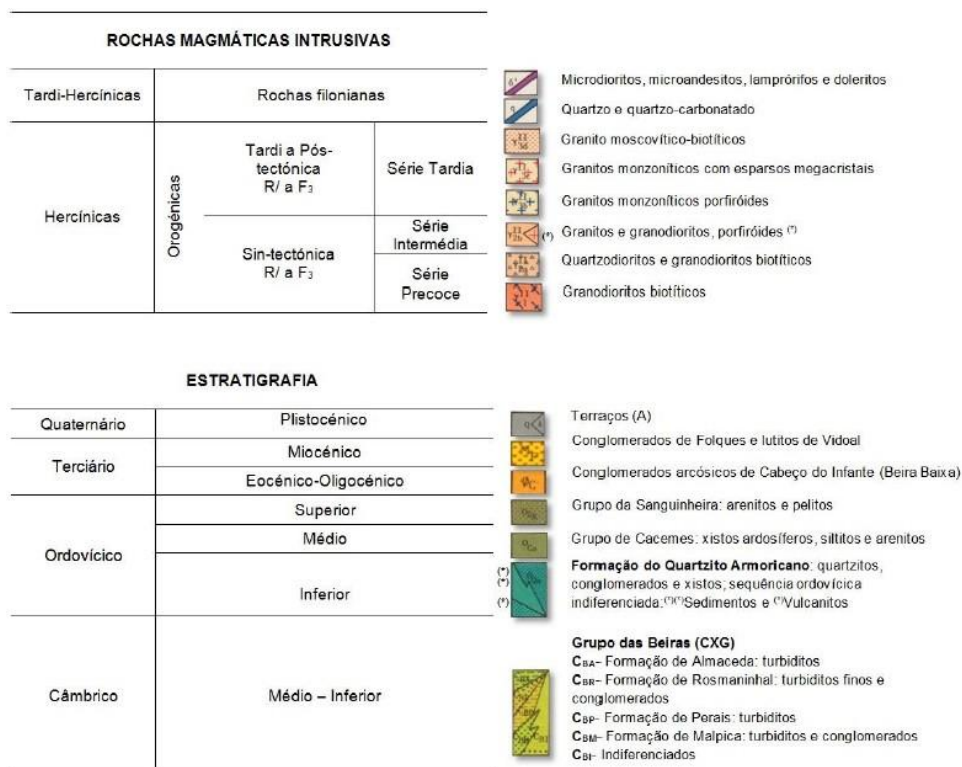 ROCHAS MAGMÁTICAS INTRUSIVAS
Tardi-Hercínicas
Rochas filonianas
Hercínicas
Orogénicas
Tardi a Pós-
tectónica
R/ a F₃
Série Tardia
Sin-tectónica
R/ a F₃
Série
Intermédia
Série
Precoce
Microdioritos, microandesitos, lamprórifos e doleritos
Quartzo e quartzo-carbonatado
Granito moscovítico-biotíticos
Granitos monzoníticos com esparsos megacristais
Granitos monzoníticos porfiróides
(*) Granitos e granodioritos, porfiróides (*)
Quartzodioritos e granodioritos biotíticos
Granodioritos biotíticos
ESTRATIGRAFIA
Quaternário
Plistocénico
Terciário
Miocénico
Eocénico-Oligocénico
Ordovícico
Superior
Médio
Inferior
Câmbrico
Médio – Inferior
Terraços (A)
Conglomerados de Folques e lutitos de Vidoal
Conglomerados arcósicos de Cabeço do Infante (Beira Baixa)
Grupo da Sanguinheira: arenitos e pelitos
Grupo de Cacemes: xistos ardosíferos, siltitos e arenitos
(*)
(*)
(*)
Formação do Quartzito Armoricano: quartzitos,
conglomerados e xistos; sequência ordovícica
indiferenciada:(*)(*)Sedimentos e (*)Vulcanitos
Grupo das Beiras (CXG)
CBA- Formação de Almaceda: turbiditos
CBR- Formação de Rosmaninhal: turbiditos finos e
conglomerados
CBP- Formação de Perais: turbiditos
CBM- Formação de Malpica: turbiditos e conglomerados
CBI- Indiferenciados